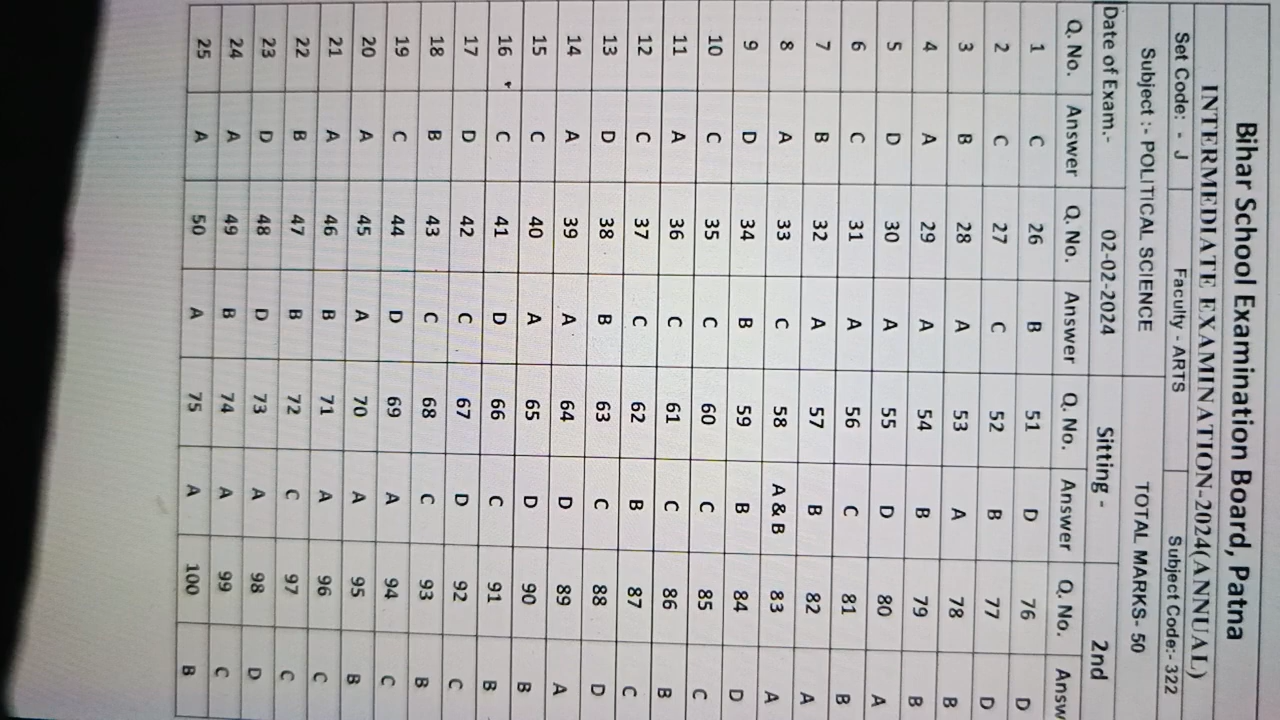 Bihar School Examination Board, Patna
INTERMEDIATE EXAMINATION-2024(ANNUAL)
Set Code: - J Faculty - ARTS Subject Code:- 322
Subject :- POLITICAL SCIENCE TOTAL MARKS- 50
Date of Exam.- 02-02-2024 Sitting - 2nd
Q. No. Answer Q. No. Answer Q. No. Answer Q. No. Answ
1 C 26 B 51 D 76 D
2 C 27 C 52 B 77 D
3 B 28 A 53 A 78 B
4 A 29 A 54 B 79 B
5 D 30 A 55 D 80 A
6 C 31 A 56 C 81 B
7 B 32 A 57 B 82 A
8 A 33 C 58 A & B 83 A
9 D 34 B 59 B 84 D
10 C 35 C 60 C 85 C
11 A 36 C 61 C 86 B
12 C 37 C 62 B 87 C
13 D 38 B 63 C 88 D
14 A 39 A 64 D 89 A
15 C 40 A 65 D 90 B
16 C 41 D 66 C 91 B
17 D 42 C 67 D 92 C
18 B 43 C 68 C 93 B
19 C 44 D 69 A 94 C
20 A 45 A 70 A 95 B
21 A 46 B 71 A 96 C
22 B 47 B 72 C 97 C
23 D 48 D 73 A 98 D
24 A 49 B 74 A 99 C
25 A 50 A 75 A 100 B